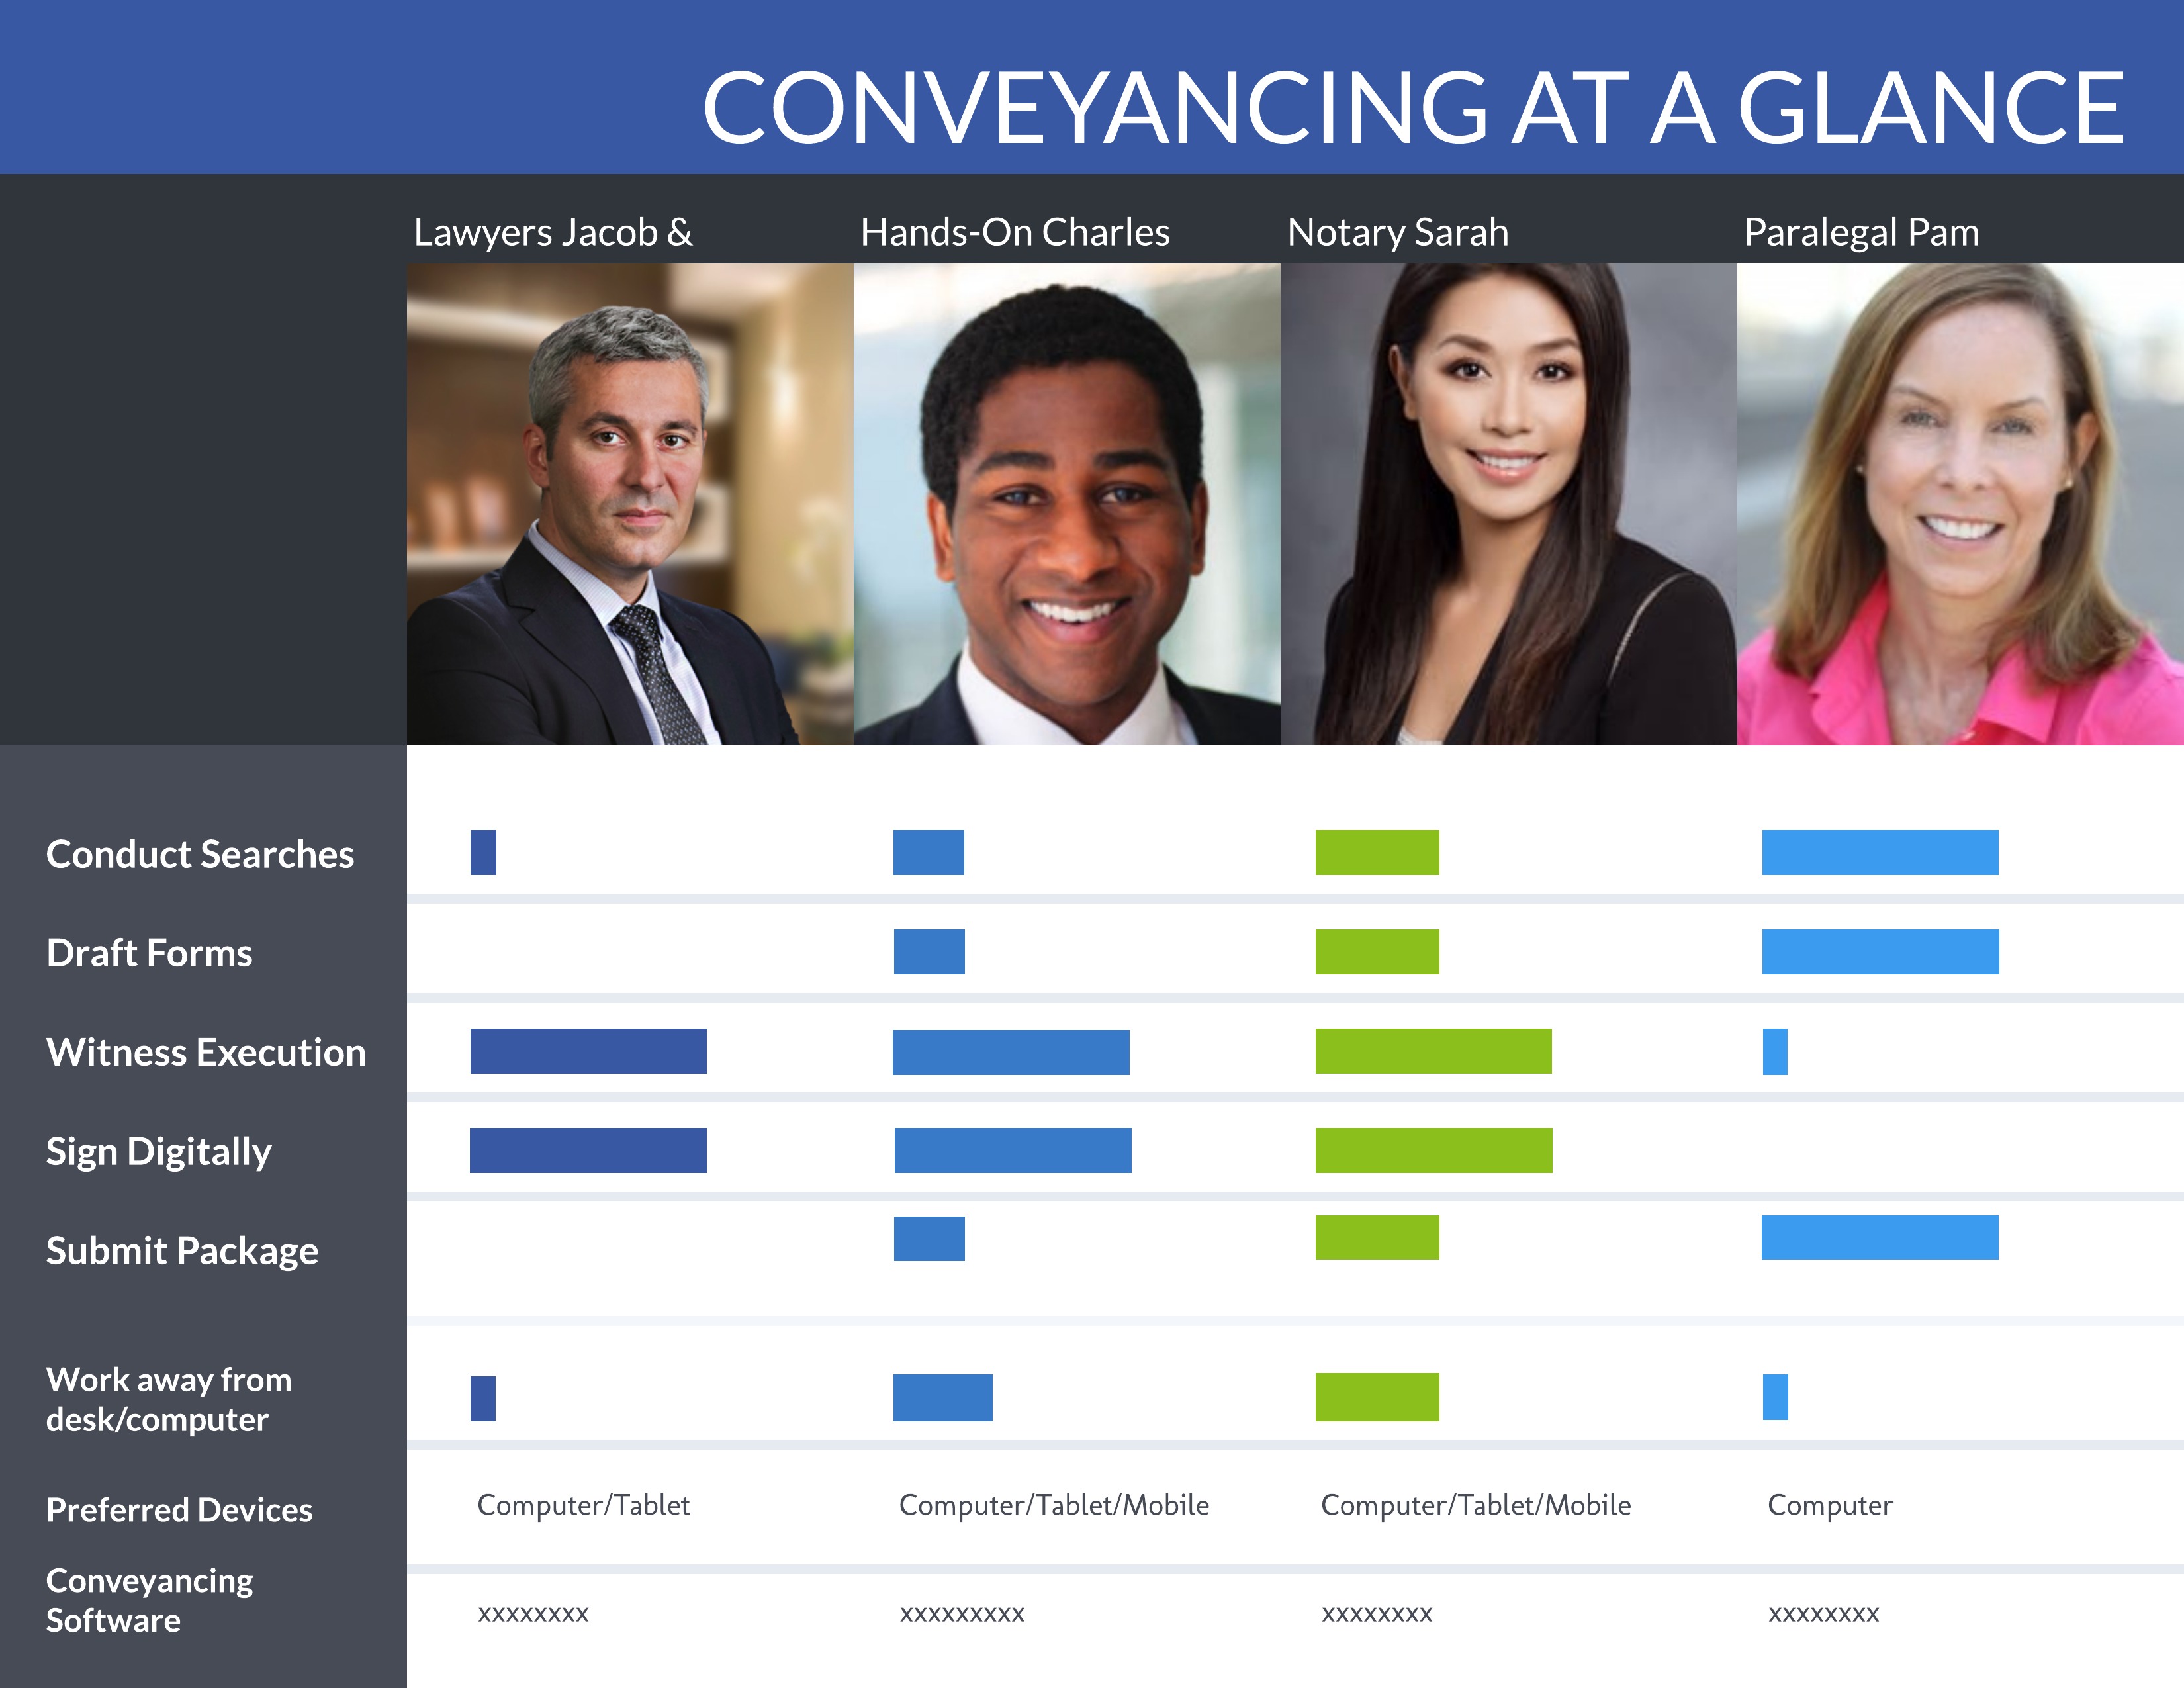 CONVEYANCING AT A GLANCE
Lawyers Jacob &
Hands-On Charles
Notary Sarah
Paralegal Pam
Conduct Searches
Draft Forms
Witness Execution
Sign Digitally
Submit Package
Work away from
desk/computer
Preferred Devices
Computer/Tablet
Computer/Tablet/Mobile
Computer/Tablet/Mobile
Computer
Conveyancing
Software
xxxxxxxx
xxxxxxxxx
xxxxxxxx
xxxxxxxx